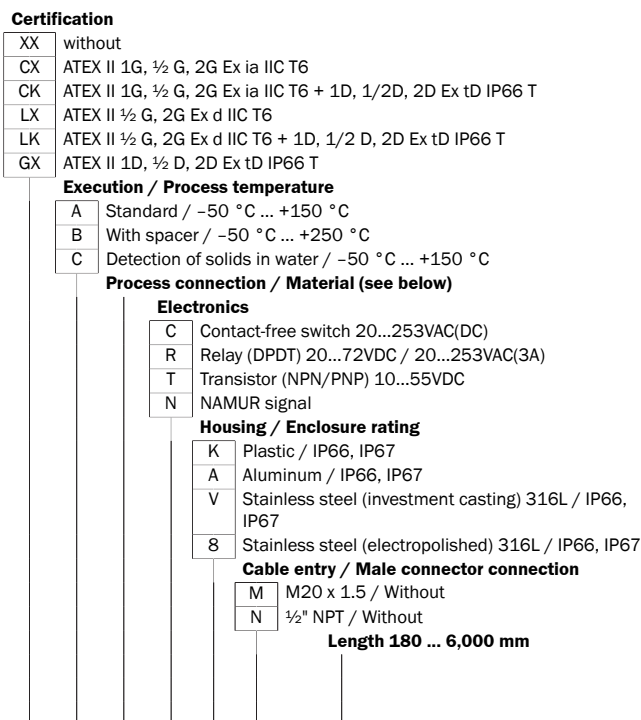 Certification
XX without
CX ATEX II 1G, ½ G, 2G Ex ia IIC T6
CK ATEX II 1G, ½ G, 2G Ex ia IIC T6 + 1D, 1/2D, 2D Ex tD IP66 T
LX ATEX II ½ G, 2G Ex d IIC T6
LK ATEX II ½ G, 2G Ex d IIC T6 + 1D, 1/2 D, 2D Ex tD IP66 T
GX ATEX II 1D, ½ D, 2D Ex tD IP66 T
Execution / Process temperature
A Standard / –50 °C ... +150 °C
B With spacer / –50 °C ... +250 °C
C Detection of solids in water / –50 °C ... +150 °C
Process connection / Material (see below)
Electronics
C Contact-free switch 20...253VAC(DC)
R Relay (DPDT) 20...72VDC / 20...253VAC(3A)
T Transistor (NPN/PNP) 10...55VDC
N NAMUR signal
Housing / Enclosure rating
K Plastic / IP66, IP67
A Aluminum / IP66, IP67
V Stainless steel (investment casting) 316L / IP66,
IP67
8 Stainless steel (electropolished) 316L / IP66, IP67
Cable entry / Male connector connection
M M20 x 1.5 / Without
N ½" NPT / Without
Length 180 ... 6,000 mm